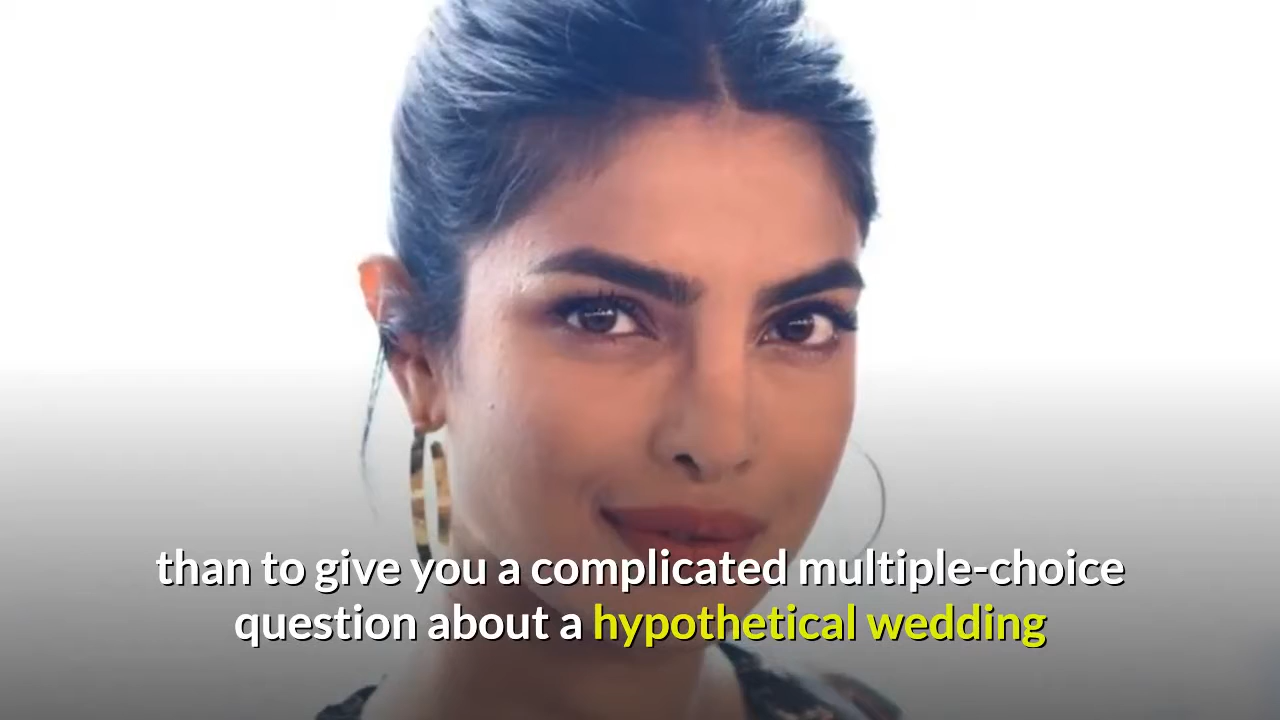 than to give you a complicated multiple-choice
question about a hypothetical wedding